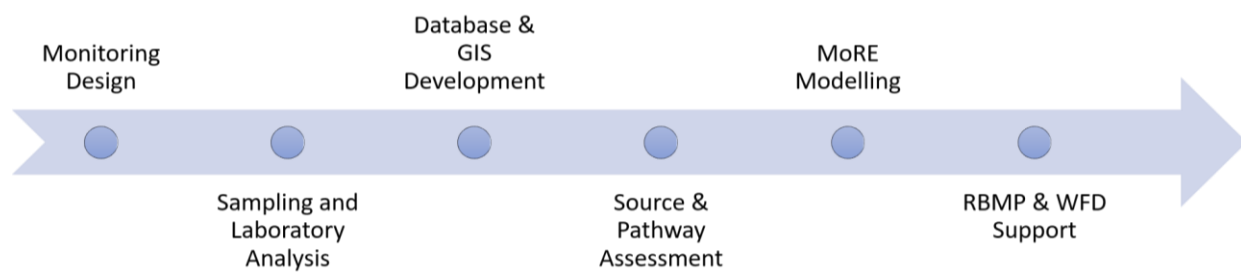 Monitoring
Design
Sampling and
Laboratory
Analysis
Database &
GIS
Development
Source &
Pathway
Assessment
MoRE
Modelling
RBMP & WFD
Support